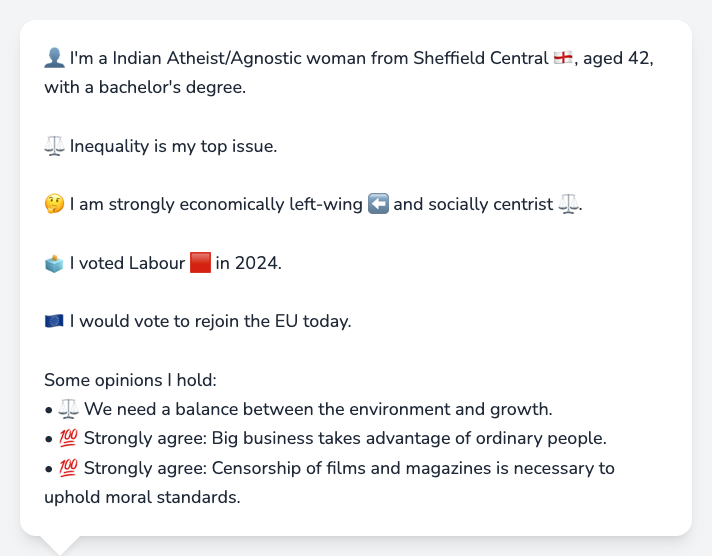 👤 I'm a Indian Atheist/Agnostic woman from Sheffield Central 🏴󠁧󠁢󠁥󠁮󠁧󠁿, aged 42,
with a bachelor's degree.
⚖️ Inequality is my top issue.
🤔 I am strongly economically left-wing ⬅️ and socially centrist ⚖️.
🗳️ I voted Labour 🟥 in 2024.
🇪🇺 I would vote to rejoin the EU today.
Some opinions I hold:
• ⚖️ We need a balance between the environment and growth.
• 💯 Strongly agree: Big business takes advantage of ordinary people.
• 💯 Strongly agree: Censorship of films and magazines is necessary to
uphold moral standards.